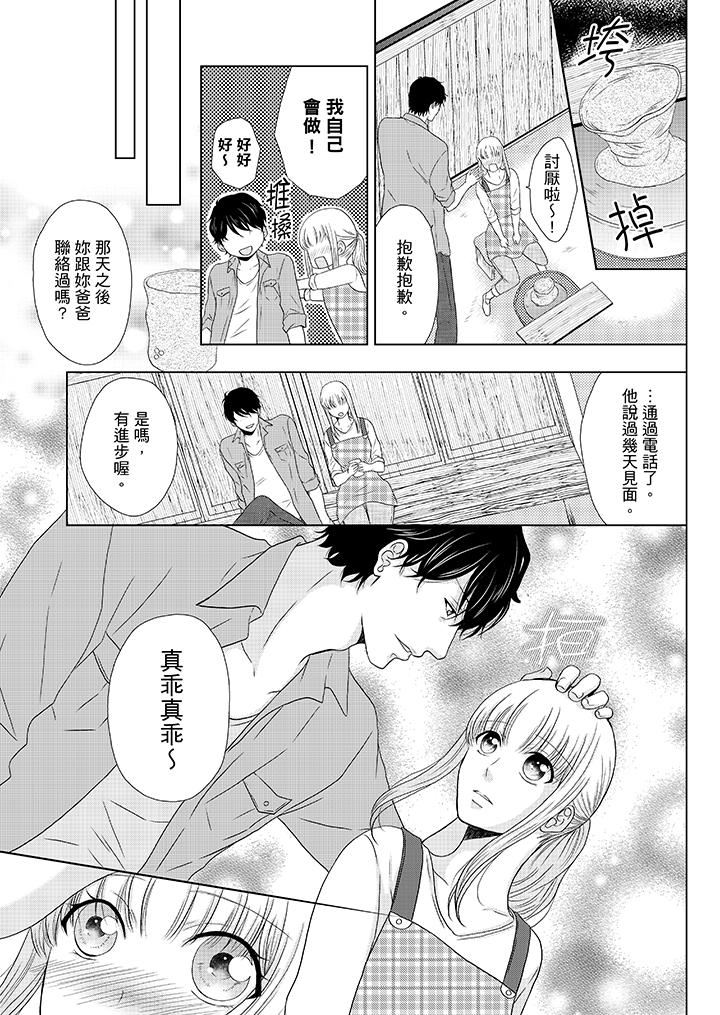 垮
掉
討厭啦～！
抱歉抱歉。
我自己
會做！
好好
好～
推搡
那天之後
妳跟妳爸爸
聯絡過嗎？
…通過電話了。
他說過幾天見面。
是嗎，
有進步喔。
真乖真乖～